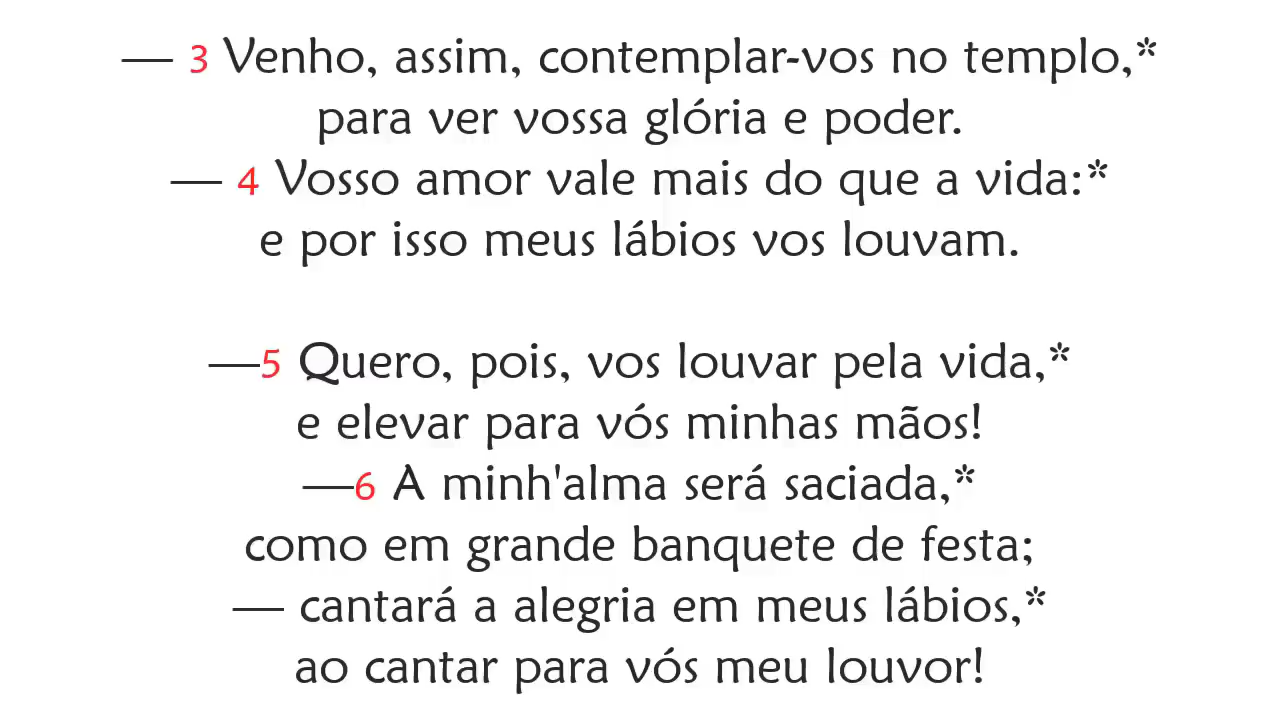 — 3 Venho, assim, contemplar-vos no templo,*
para ver vossa glória e poder.
— 4 Vosso amor vale mais do que a vida:*
e por isso meus lábios vos louvam.
—5 Quero, pois, vos louvar pela vida,*
e elevar para vós minhas mãos!
—6 A minh'alma será saciada,*
como em grande banquete de festa;
— cantará a alegria em meus lábios,*
ao cantar para vós meu louvor!